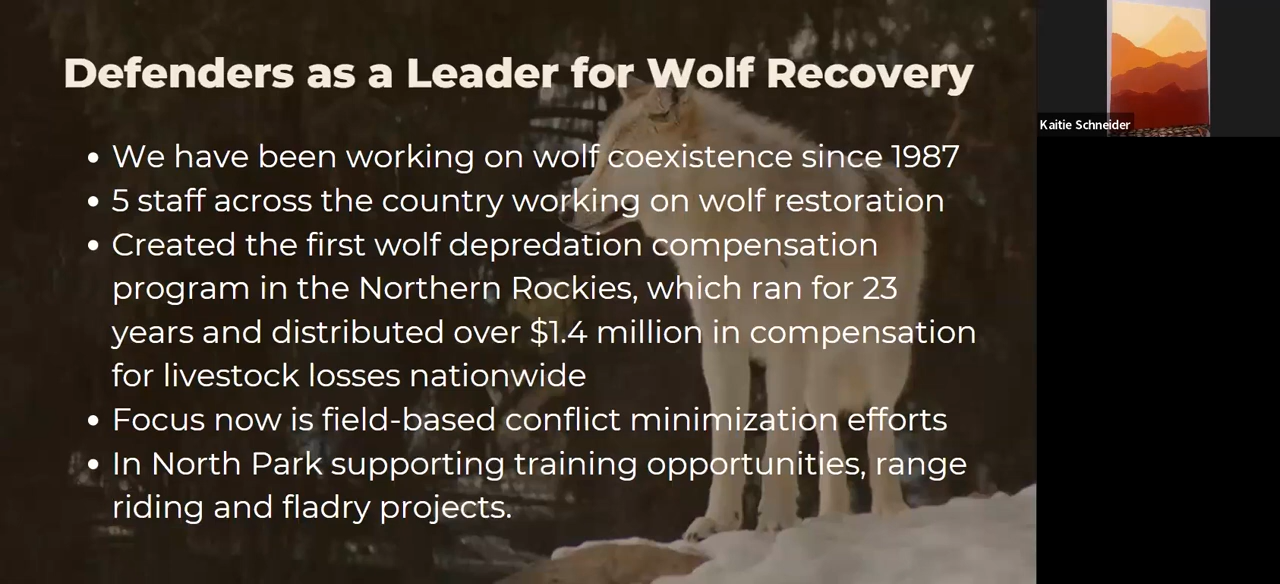 Defenders as a Leader for Wolf Recovery
• We have been working on wolf coexistence since 1987
• 5 staff across the country working on wolf restoration
• Created the first wolf depredation compensation
program in the Northern Rockies, which ran for 23
years and distributed over $1.4 million in compensation
for livestock losses nationwide
• Focus now is field-based conflict minimization efforts
• In North Park supporting training opportunities, range
riding and fladry projects.
Kaitie Schneider